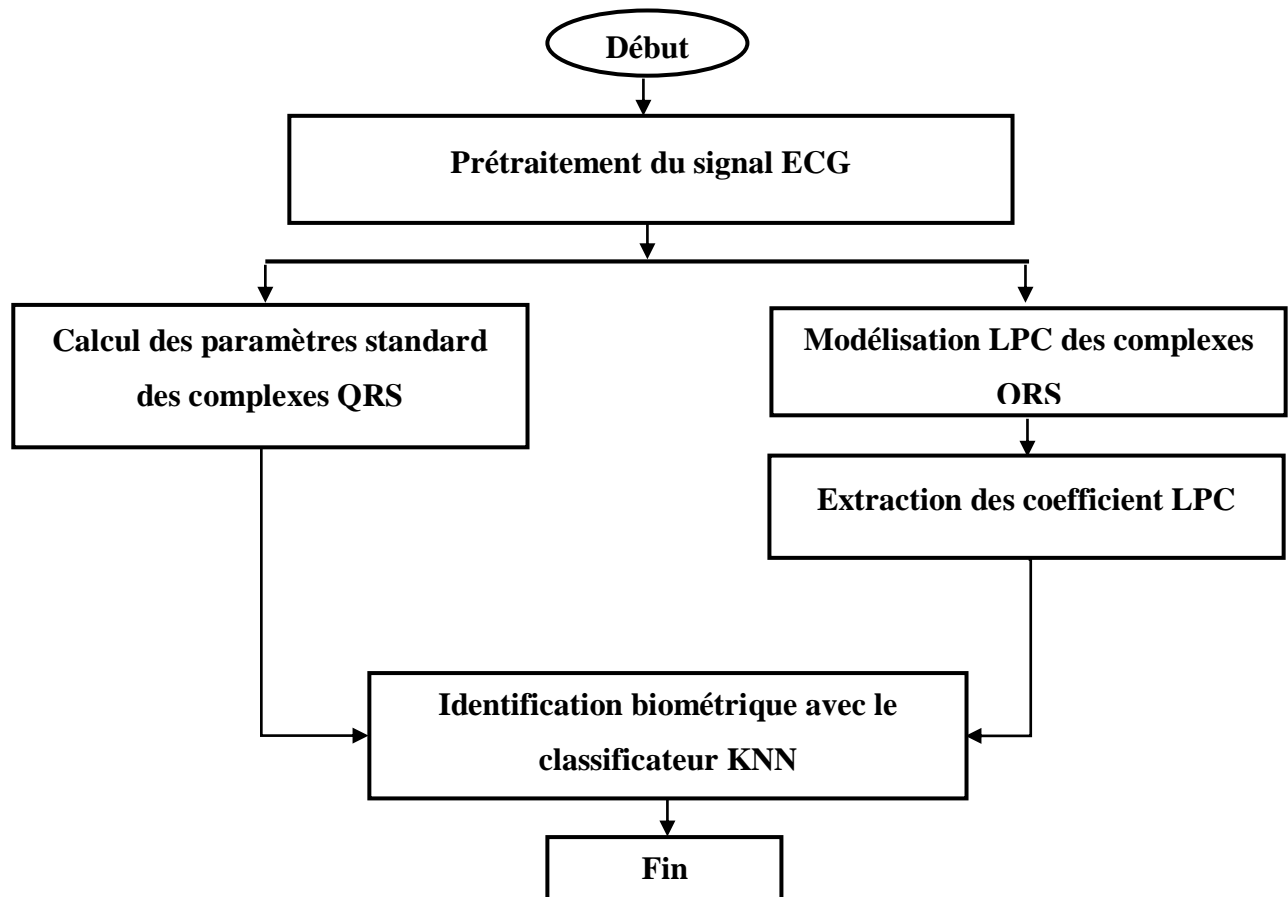 Début
Prétraitement du signal ECG
Calcul des paramètres standard
des complexes QRS
Modélisation LPC des complexes
QRS
Extraction des coefficient LPC
Identification biométrique avec le
classificateur KNN
Fin